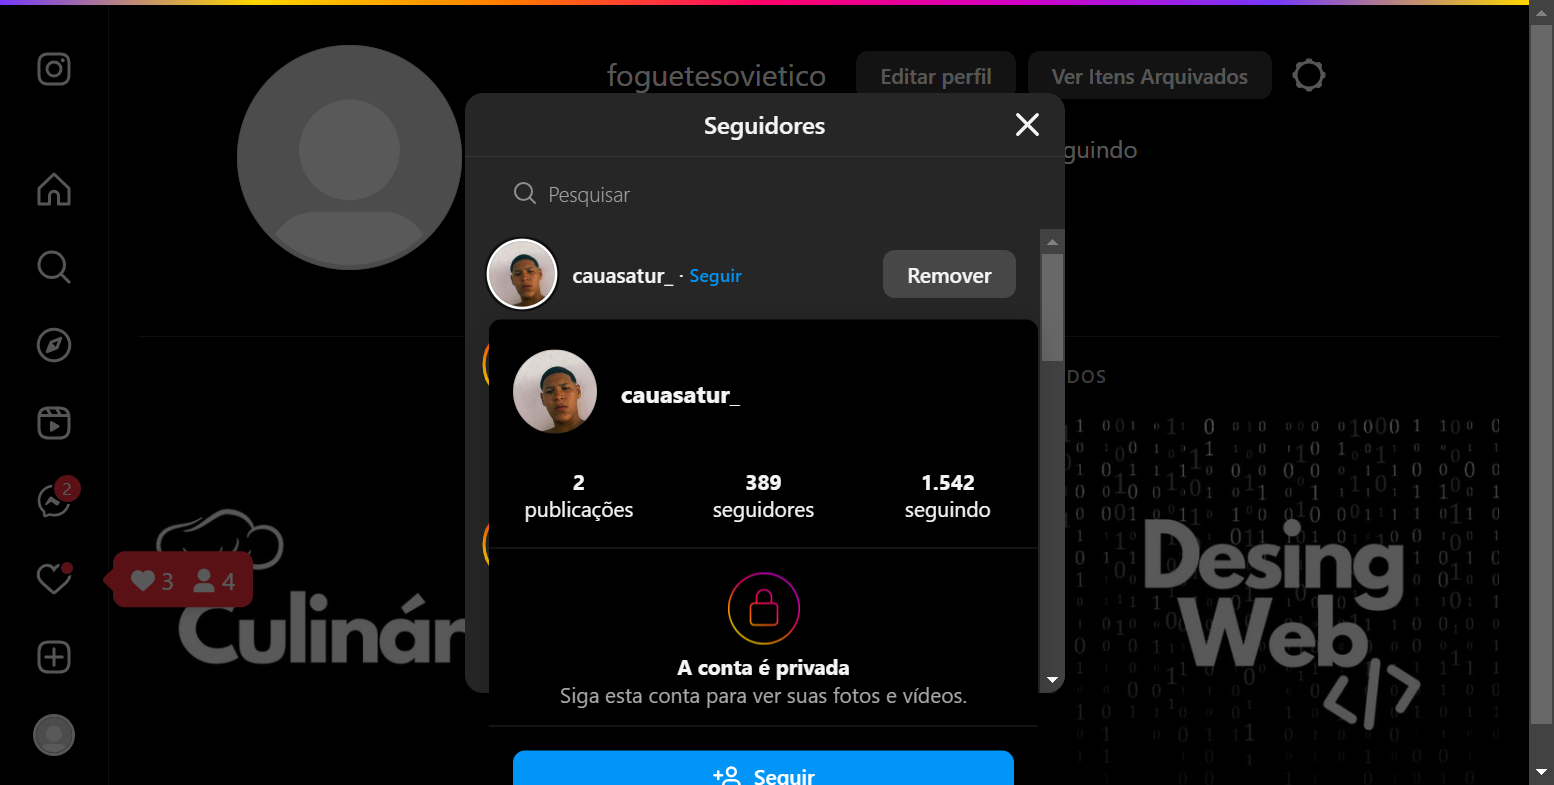 foguetesovietico
Editar perfil
Ver Itens Arquivados
Seguidores
guindo
Pesquisar
cauasatur_ · Seguir
Remover
cauasatur_
DOS
2
publicações
389
seguidores
1.542
seguindo
2
3 4
Culinár
Desing
Web
</>
A conta é privada
Siga esta conta para ver suas fotos e vídeos.
Seguir